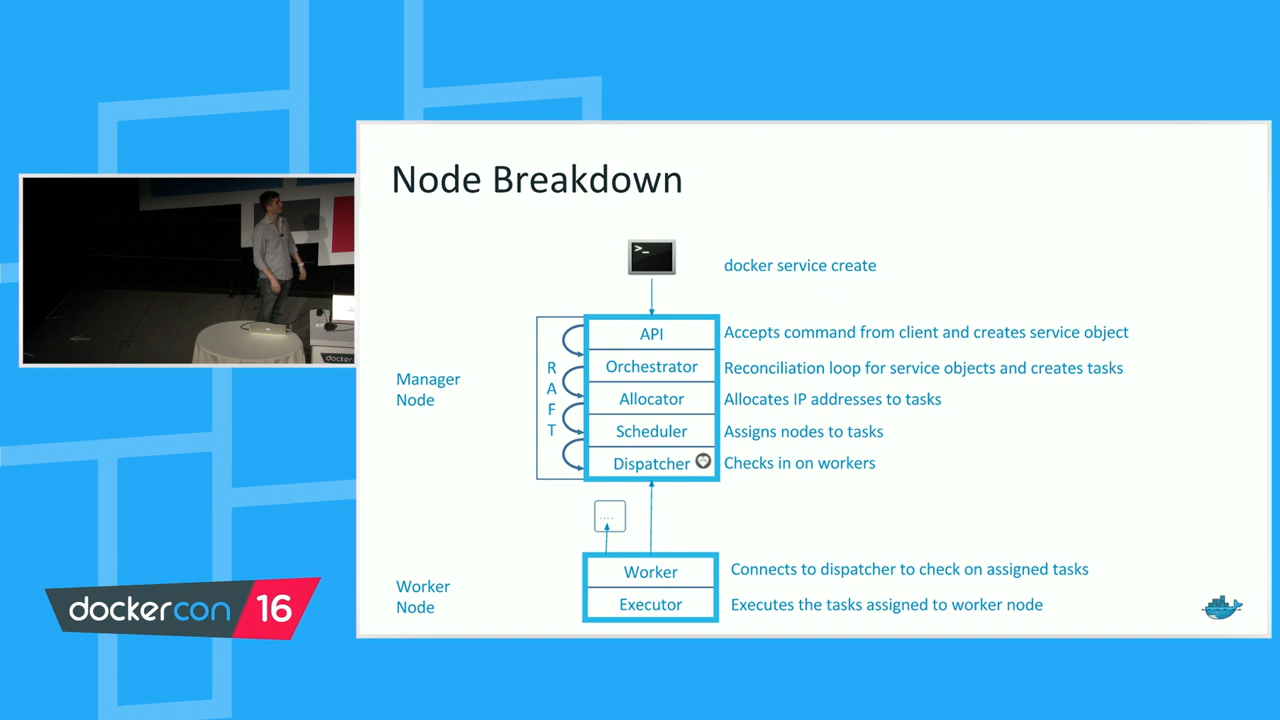 Node Breakdown
>_
docker service create
API
Accepts command from client and creates service object
Orchestrator
Reconciliation loop for service objects and creates tasks
Allocator
Allocates IP addresses to tasks
Scheduler
Assigns nodes to tasks
Dispatcher
Checks in on workers
R
A
F
T
Manager
Node
....
Worker
Connects to dispatcher to check on assigned tasks
Executor
Executes the tasks assigned to worker node
Worker
Node
dockercon 16
docker